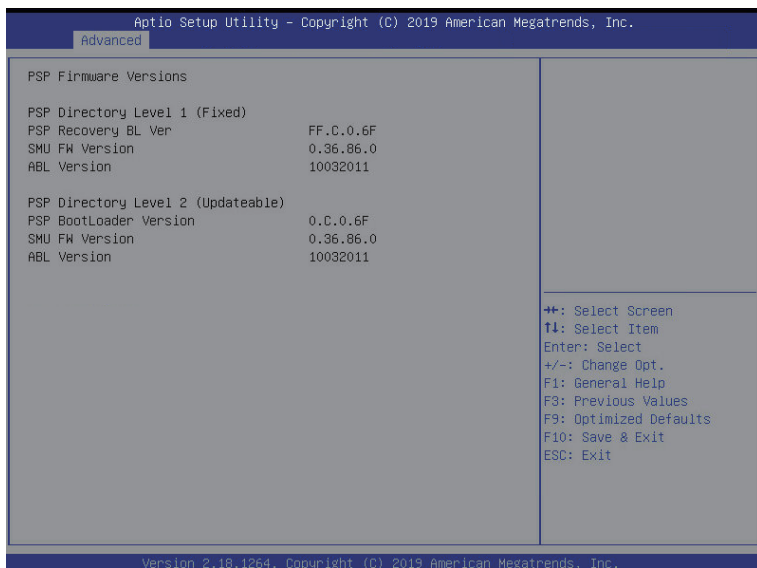 Aptio Setup Utility – Copyright (C) 2019 American Megatrends, Inc.
Advanced
PSP Firmware Versions
PSP Directory Level 1 (Fixed)
PSP Recovery BL Ver FF.C.0.6F
SMU FW Version 0.36.86.0
ABL Version 10032011
PSP Directory Level 2 (Updateable)
PSP BootLoader Version 0.C.0.6F
SMU FW Version 0.36.86.0
ABL Version 10032011
→←: Select Screen
↑↓: Select Item
Enter: Select
+/-: Change Opt.
F1: General Help
F3: Previous Values
F9: Optimized Defaults
F10: Save & Exit
ESC: Exit
Version 2.18.1264. Copyright (C) 2019 American Megatrends, Inc.